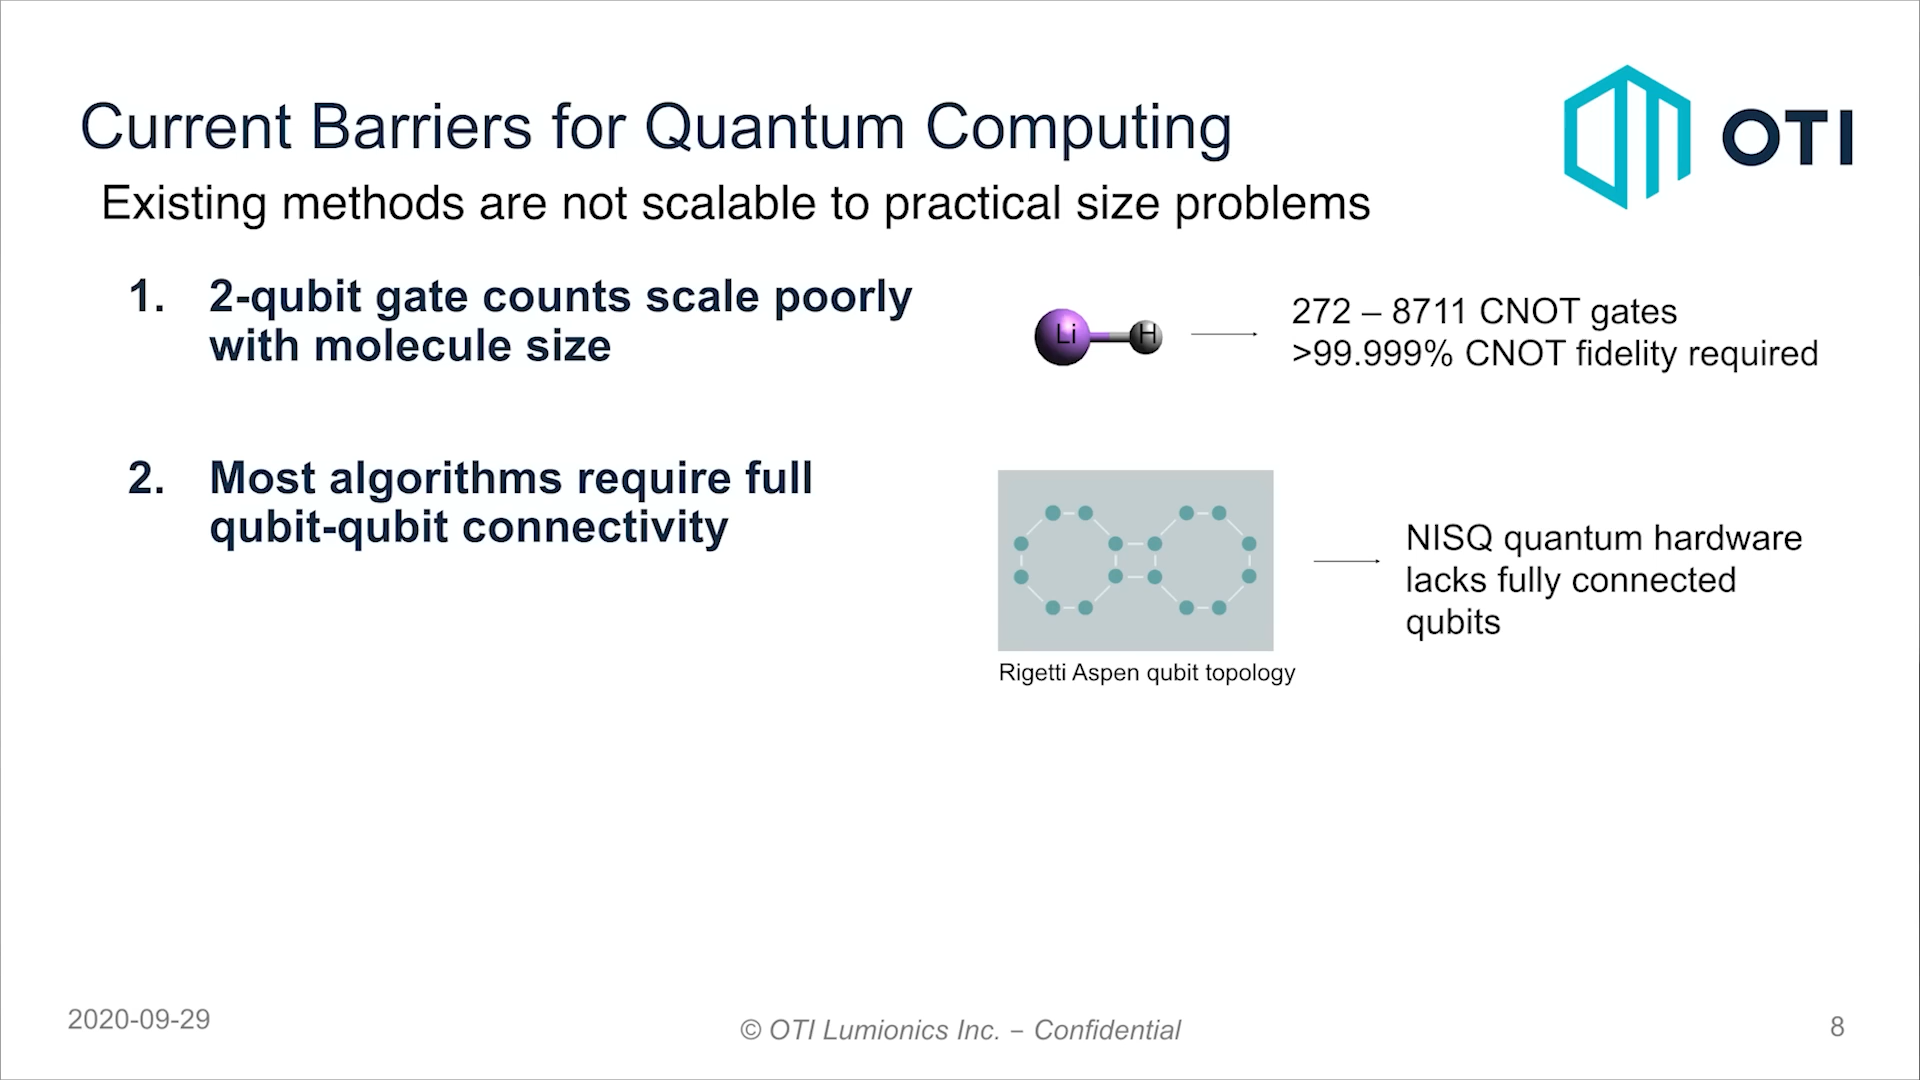 Current Barriers for Quantum Computing
OTI
Existing methods are not scalable to practical size problems
1. 2-qubit gate counts scale poorly
with molecule size
Li H
272 – 8711 CNOT gates
>99.999% CNOT fidelity required
2. Most algorithms require full
qubit-qubit connectivity
NISQ quantum hardware
lacks fully connected
qubits
Rigetti Aspen qubit topology
2020-09-29
© OTI Lumionics Inc. – Confidential
8